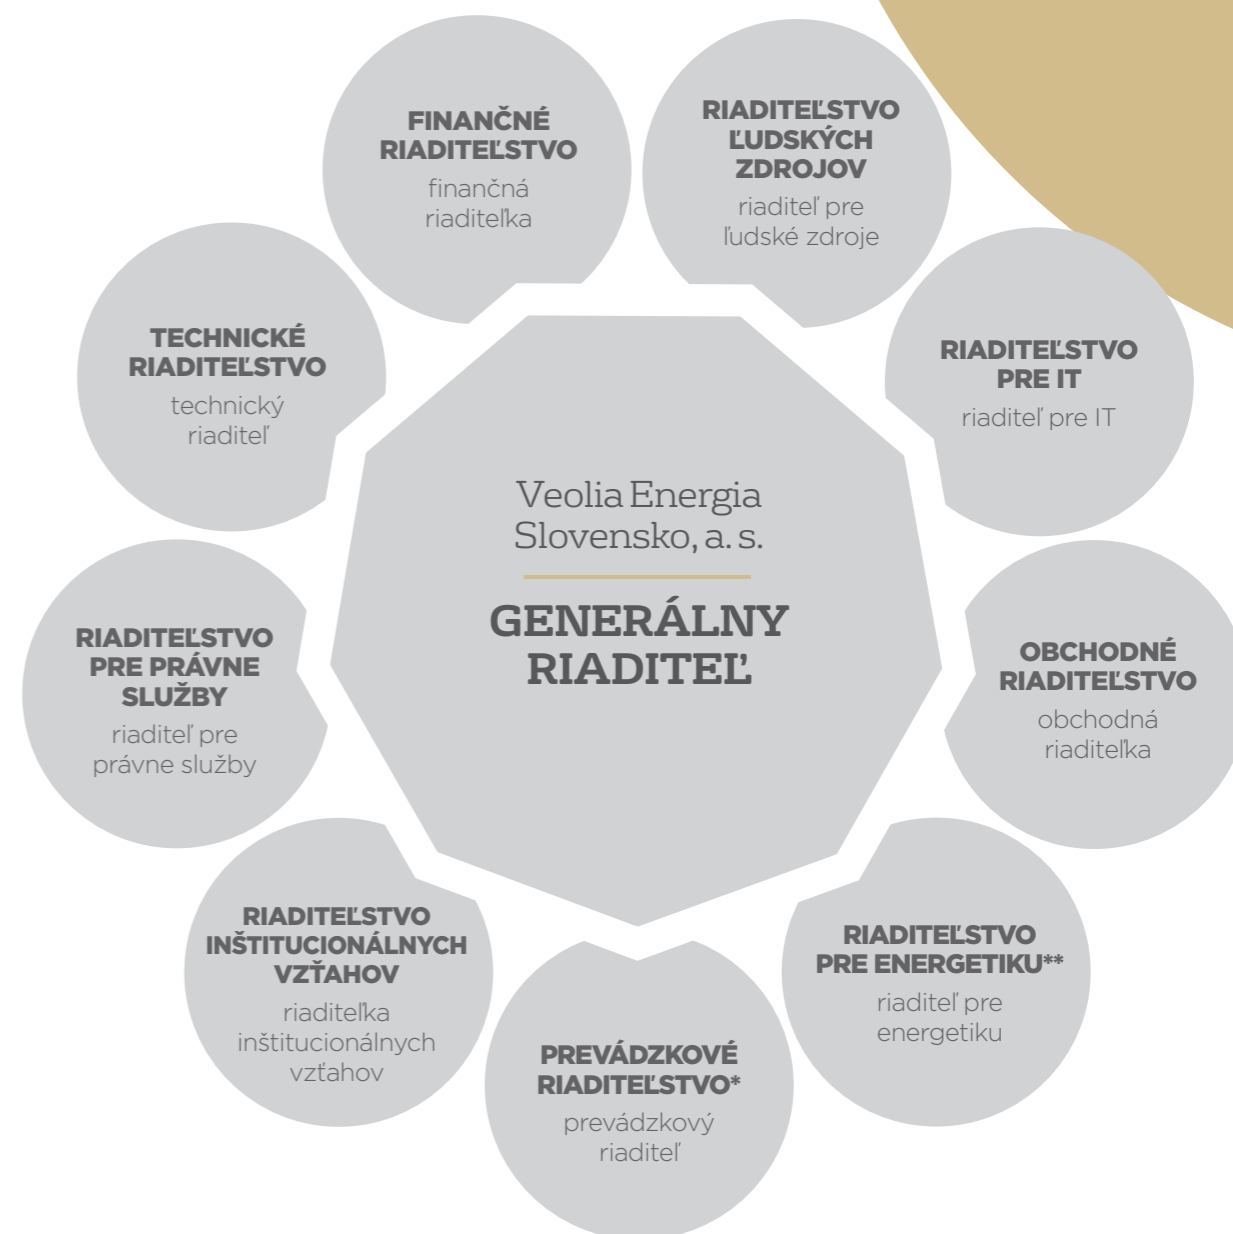 FINANČNÉ
RIADITEĽSTVO
finančná
riaditeľka
RIADITEĽSTVO
ĽUDSKÝCH
ZDROJOV
riaditeľ pre
ľudské zdroje
TECHNICKÉ
RIADITEĽSTVO
technický
riaditeľ
RIADITEĽSTVO
PRE IT
riaditeľ pre IT
Veolia Energia
Slovensko, a. s.
GENERÁLNY
RIADITEĽ
RIADITEĽSTVO
PRE PRÁVNE
SLUŽBY
riaditeľ pre
právne služby
OBCHODNÉ
RIADITEĽSTVO
obchodná
riaditeľka
RIADITEĽSTVO
INŠTITUCIONÁLNYCH
VZŤAHOV
riaditeľka
inštitucionálnych
vzťahov
RIADITEĽSTVO
PRE ENERGETIKU**
riaditeľ pre
energetiku
PREVÁDZKOVÉ
RIADITEĽSTVO*
prevádzkový
riaditeľ